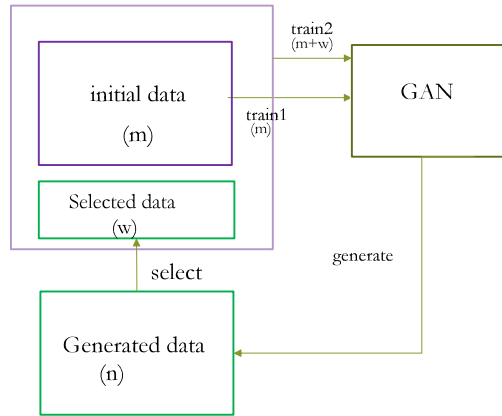 train2
(m+w)
initial data
(m)
train1
(m)
GAN
Selected data
(w)
generate
select
Generated data
(n)